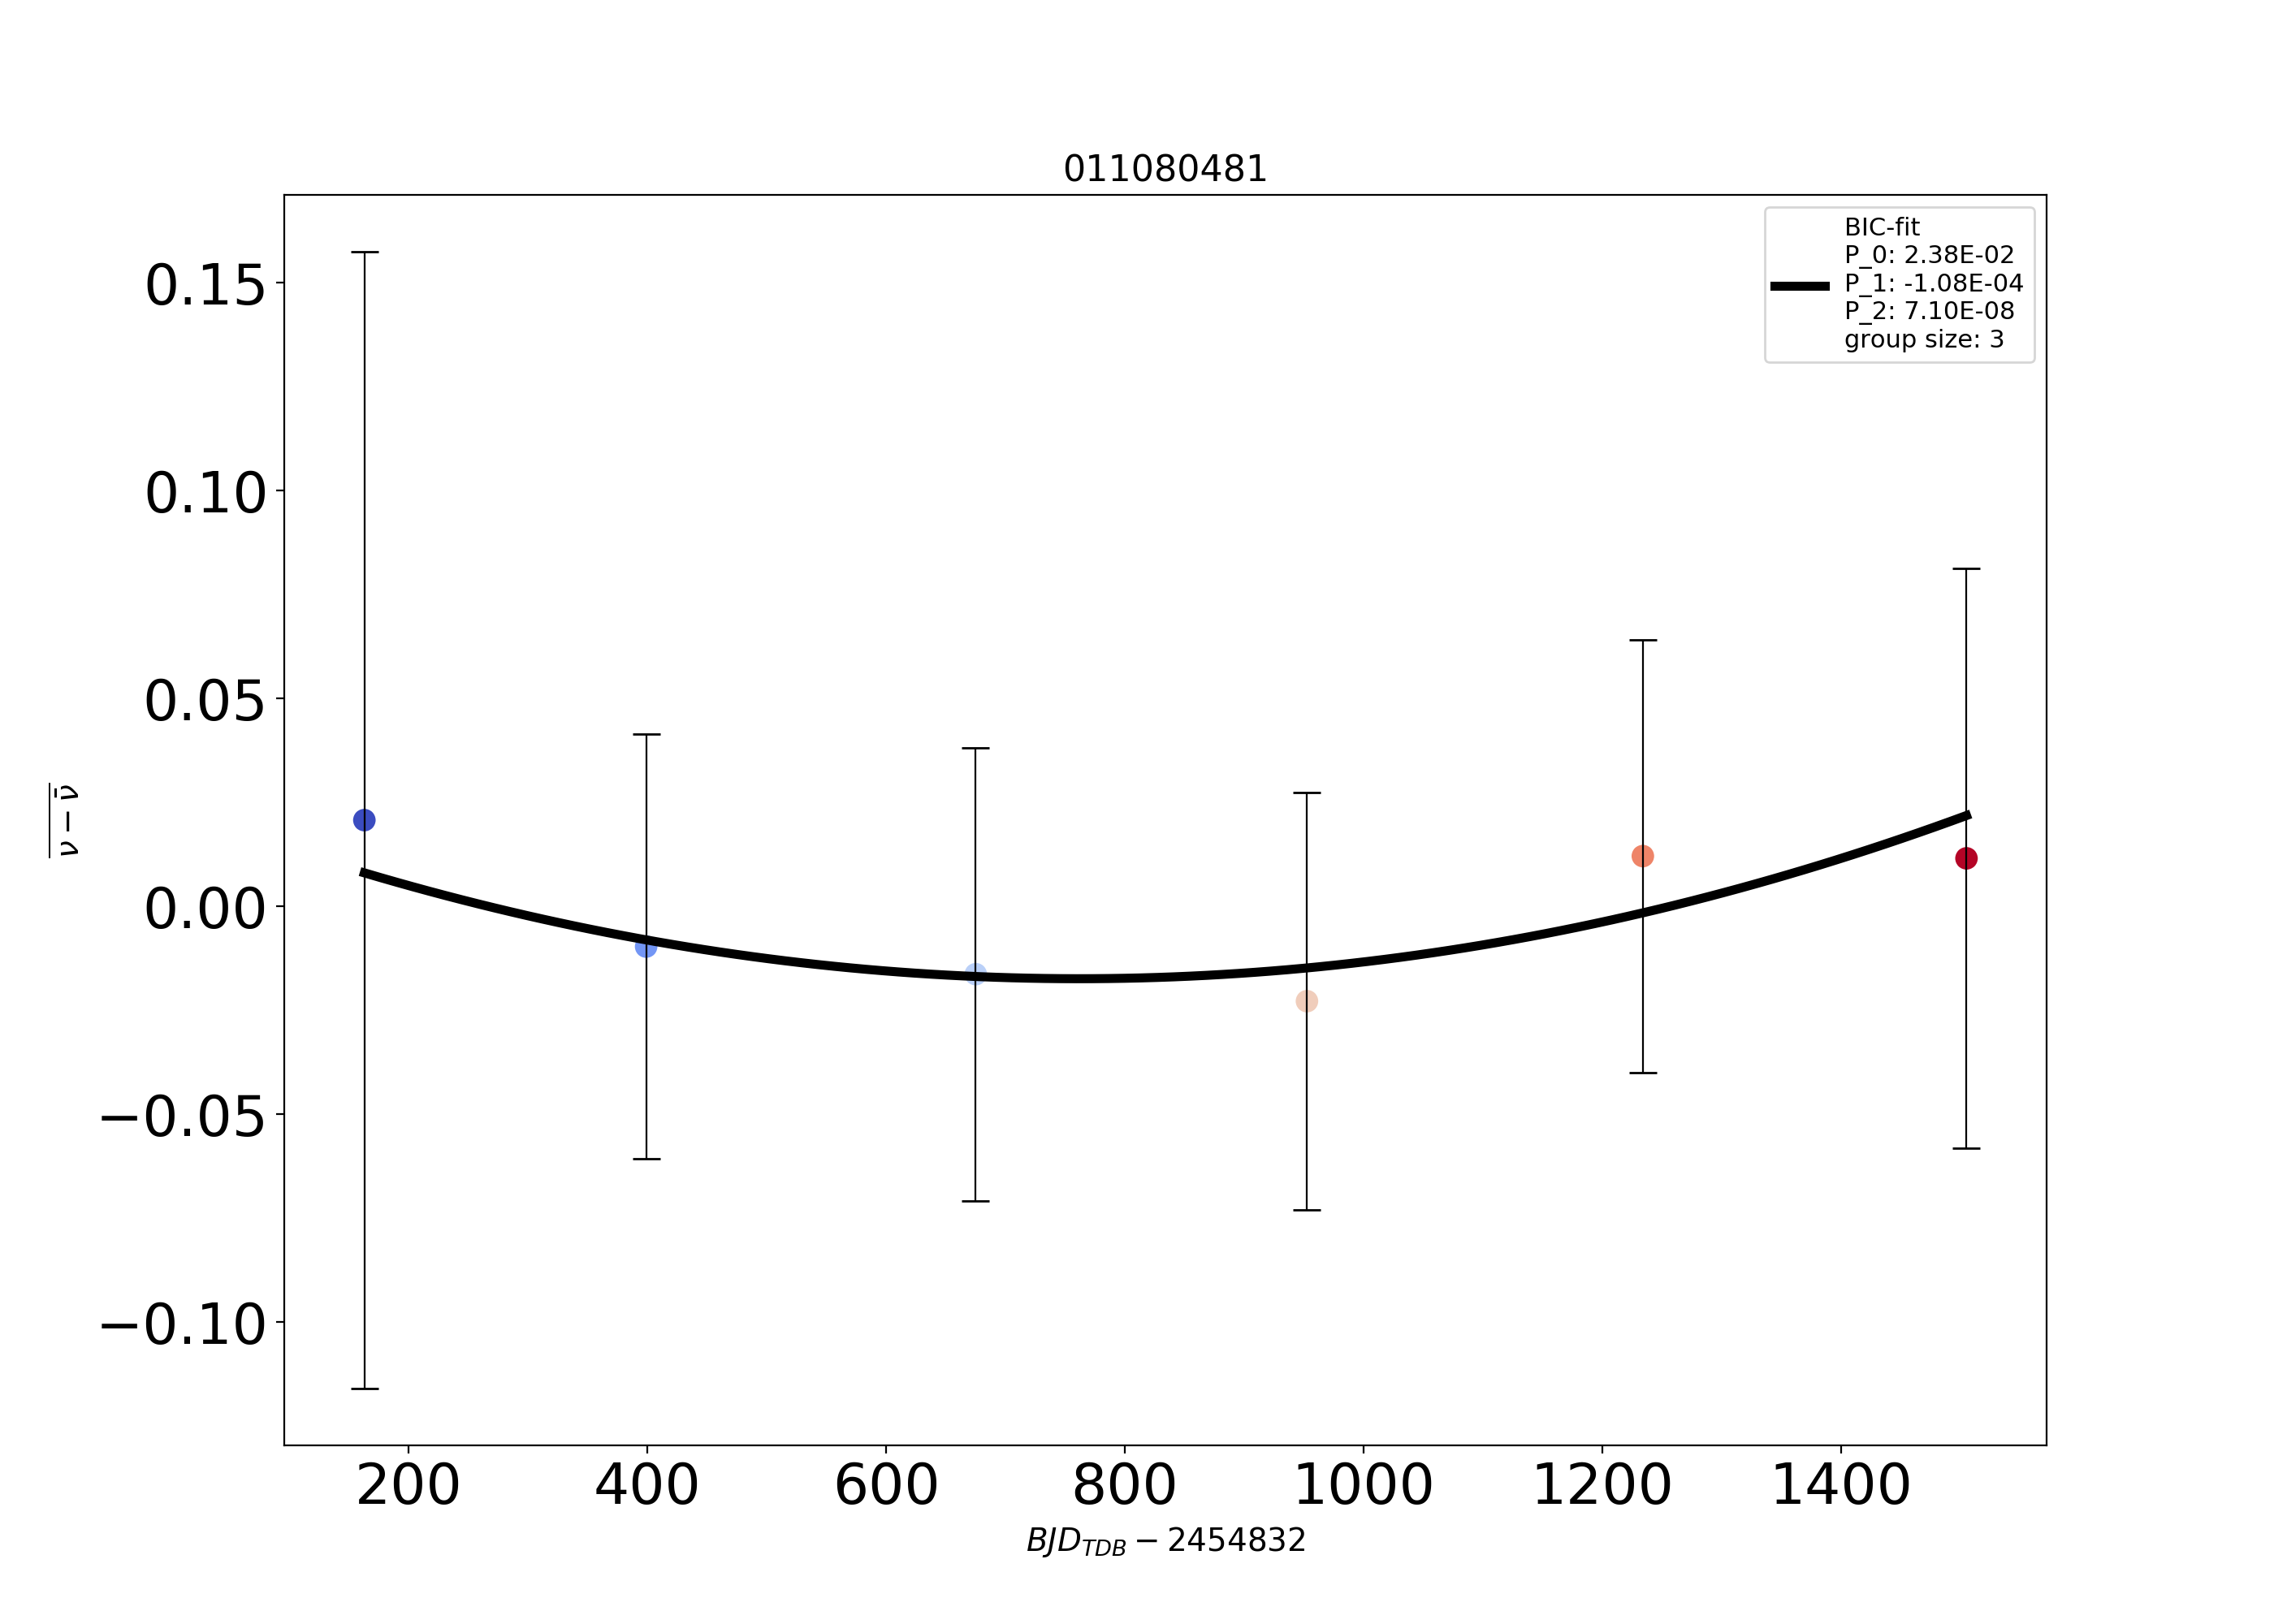 011080481
BIC-fit
P_0: 2.38E-02
P_1: -1.08E-04
P_2: 7.10E-08
group size: 3
0.15
0.10
0.05
0.00
−0.05
−0.10
ν − ν̄
200 400 600 800 1000 1200 1400
BJD_TDB − 2454832